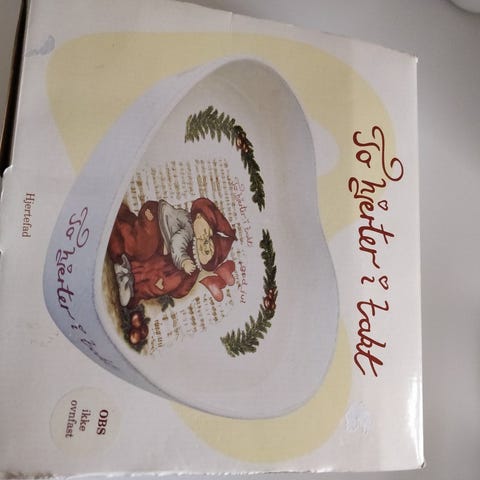 To hjerter i takt
To hjerter i takt
Hjertefad
OBS
ikke
ovnfast